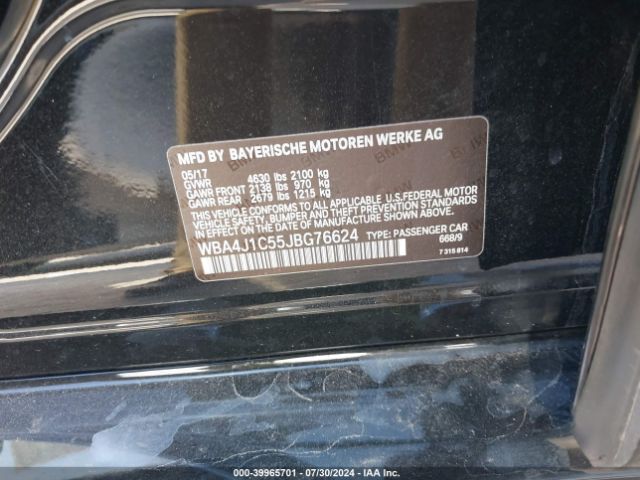 MFD BY BAYERISCHE MOTOREN WERKE AG
05/17
GVWR 4630 lbs 2100 kg
GAWR FRONT 2138 lbs 970 kg
GAWR REAR 2679 lbs 1215 kg
THIS VEHICLE CONFORMS TO ALL APPLICABLE U.S.FEDERAL MOTOR
VEHICLE SAFETY, BUMPER AND THEFT PREVENTION STANDARDS
IN EFFECT ON THE DATE OF MANUFACTURE SHOWN ABOVE.
WBA4J1C55JBG76624 TYPE: PASSENGER CAR
668/9
7 315 814
000-39965701 - 07/30/2024 - IAA Inc.